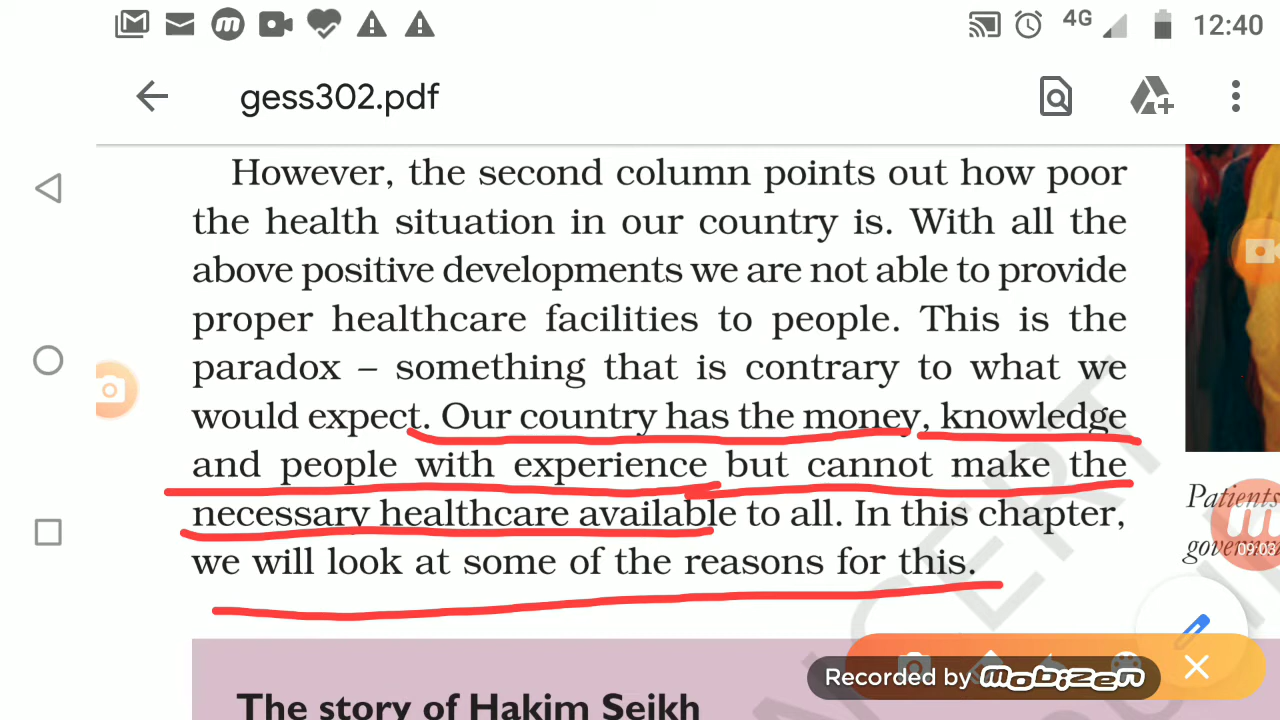 4G 12:40
gess302.pdf
However, the second column points out how poor
the health situation in our country is. With all the
above positive developments we are not able to provide
proper healthcare facilities to people. This is the
paradox – something that is contrary to what we
would expect. Our country has the money, knowledge
and people with experience but cannot make the
necessary healthcare available to all. In this chapter,
we will look at some of the reasons for this.
Patients
govern
09:03
NCERT
Recorded by mobizen
The story of Hakim Seikh